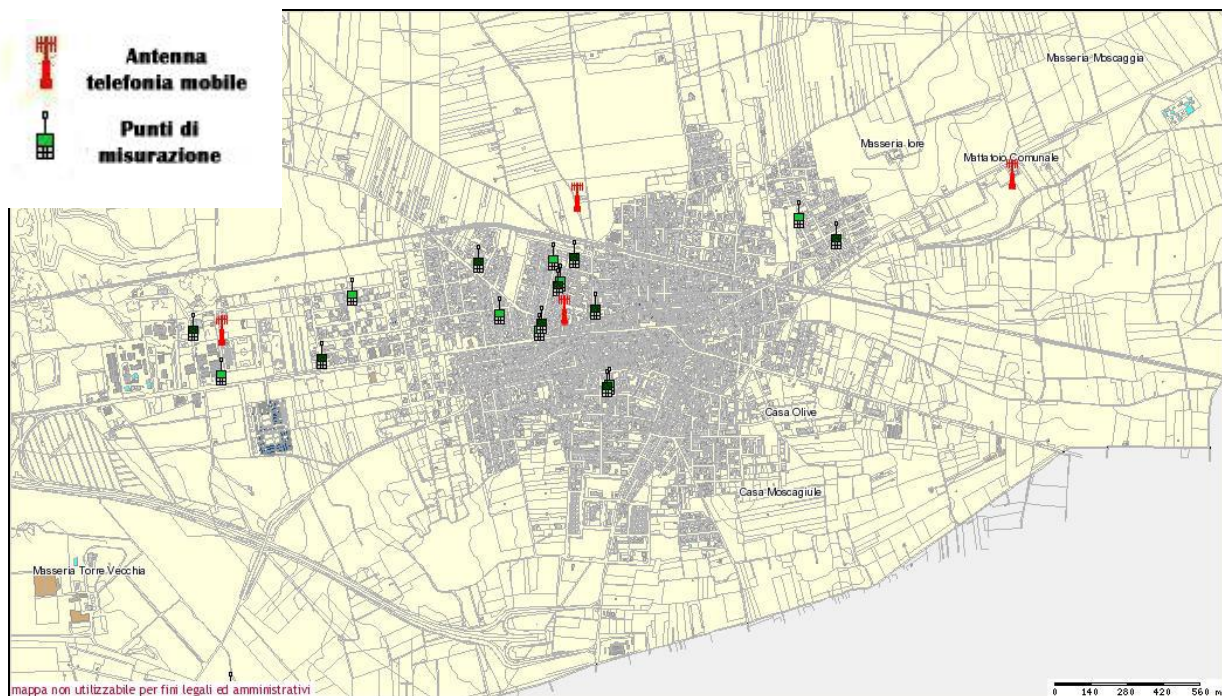 Antenna
telefonia mobile
Punti di
misurazione
Masseria Moscaggia
Masseria Iore
Mattatoio Comunale
Casa Olive
Casa Moscagiule
Masseria Torre Vecchia
mappa non utilizzabile per fini legali ed amministrativi
0 140 280 420 560 m